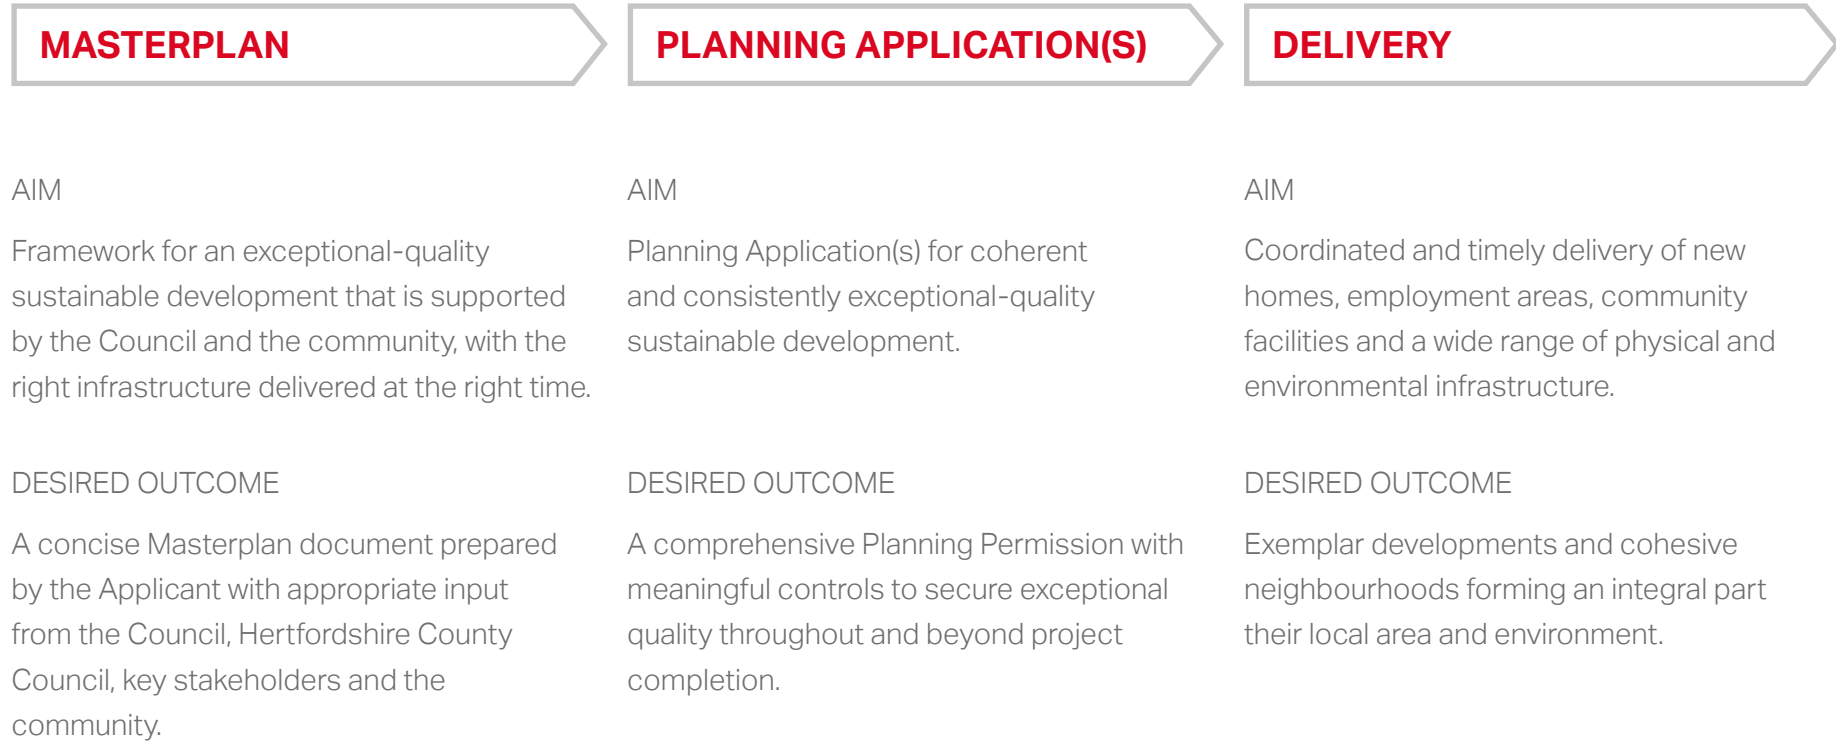 MASTERPLAN
AIM
Framework for an exceptional-quality
sustainable development that is supported
by the Council and the community, with the
right infrastructure delivered at the right time.
DESIRED OUTCOME
A concise Masterplan document prepared
by the Applicant with appropriate input
from the Council, Hertfordshire County
Council, key stakeholders and the
community.
PLANNING APPLICATION(S)
AIM
Planning Application(s) for coherent
and consistently exceptional-quality
sustainable development.
DESIRED OUTCOME
A comprehensive Planning Permission with
meaningful controls to secure exceptional
quality throughout and beyond project
completion.
DELIVERY
AIM
Coordinated and timely delivery of new
homes, employment areas, community
facilities and a wide range of physical and
environmental infrastructure.
DESIRED OUTCOME
Exemplar developments and cohesive
neighbourhoods forming an integral part
their local area and environment.